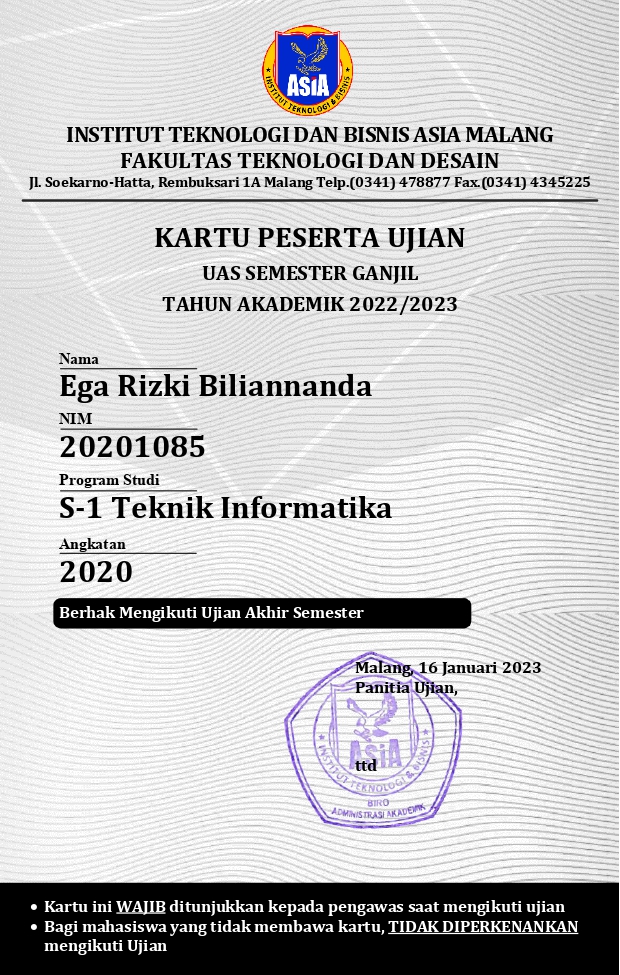 ASiA
INSTITUT TEKNOLOGI & BISNIS
INSTITUT TEKNOLOGI DAN BISNIS ASIA MALANG
FAKULTAS TEKNOLOGI DAN DESAIN
Jl. Soekarno-Hatta, Rembuksari 1A Malang Telp.(0341) 478877 Fax.(0341) 4345225
KARTU PESERTA UJIAN
UAS SEMESTER GANJIL
TAHUN AKADEMIK 2022/2023
Nama
Ega Rizki Biliannanda
NIM
20201085
Program Studi
S-1 Teknik Informatika
Angkatan
2020
Berhak Mengikuti Ujian Akhir Semester
Malang, 16 Januari 2023
Panitia Ujian,
ASiA
ttd
INSTITUT TEKNOLOGI & BISNIS
BIRO
ADMINISTRASI AKADEMIK
• Kartu ini WAJIB ditunjukkan kepada pengawas saat mengikuti ujian
• Bagi mahasiswa yang tidak membawa kartu, TIDAK DIPERKENANKAN
mengikuti Ujian